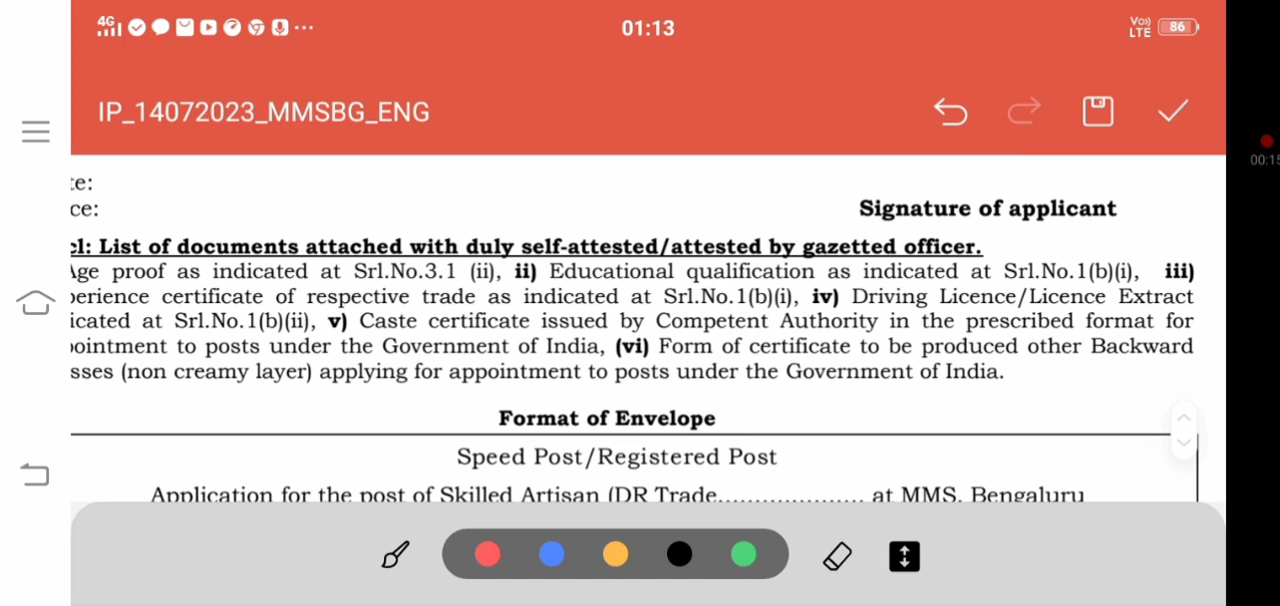 4G
01:13
Vo)) LTE
86
IP_14072023_MMSBG_ENG
00:15
te:
ce:
Signature of applicant
cl: List of documents attached with duly self-attested/attested by gazetted officer.
Age proof as indicated at Srl.No.3.1 (ii), ii) Educational qualification as indicated at Srl.No.1(b)(i), iii)
perience certificate of respective trade as indicated at Srl.No.1(b)(i), iv) Driving Licence/Licence Extract
icated at Srl.No.1(b)(ii), v) Caste certificate issued by Competent Authority in the prescribed format for
pointment to posts under the Government of India, (vi) Form of certificate to be produced other Backward
sses (non creamy layer) applying for appointment to posts under the Government of India.
Format of Envelope
Speed Post/Registered Post
Application for the post of Skilled Artisan (DR Trade.................... at MMS, Bengaluru